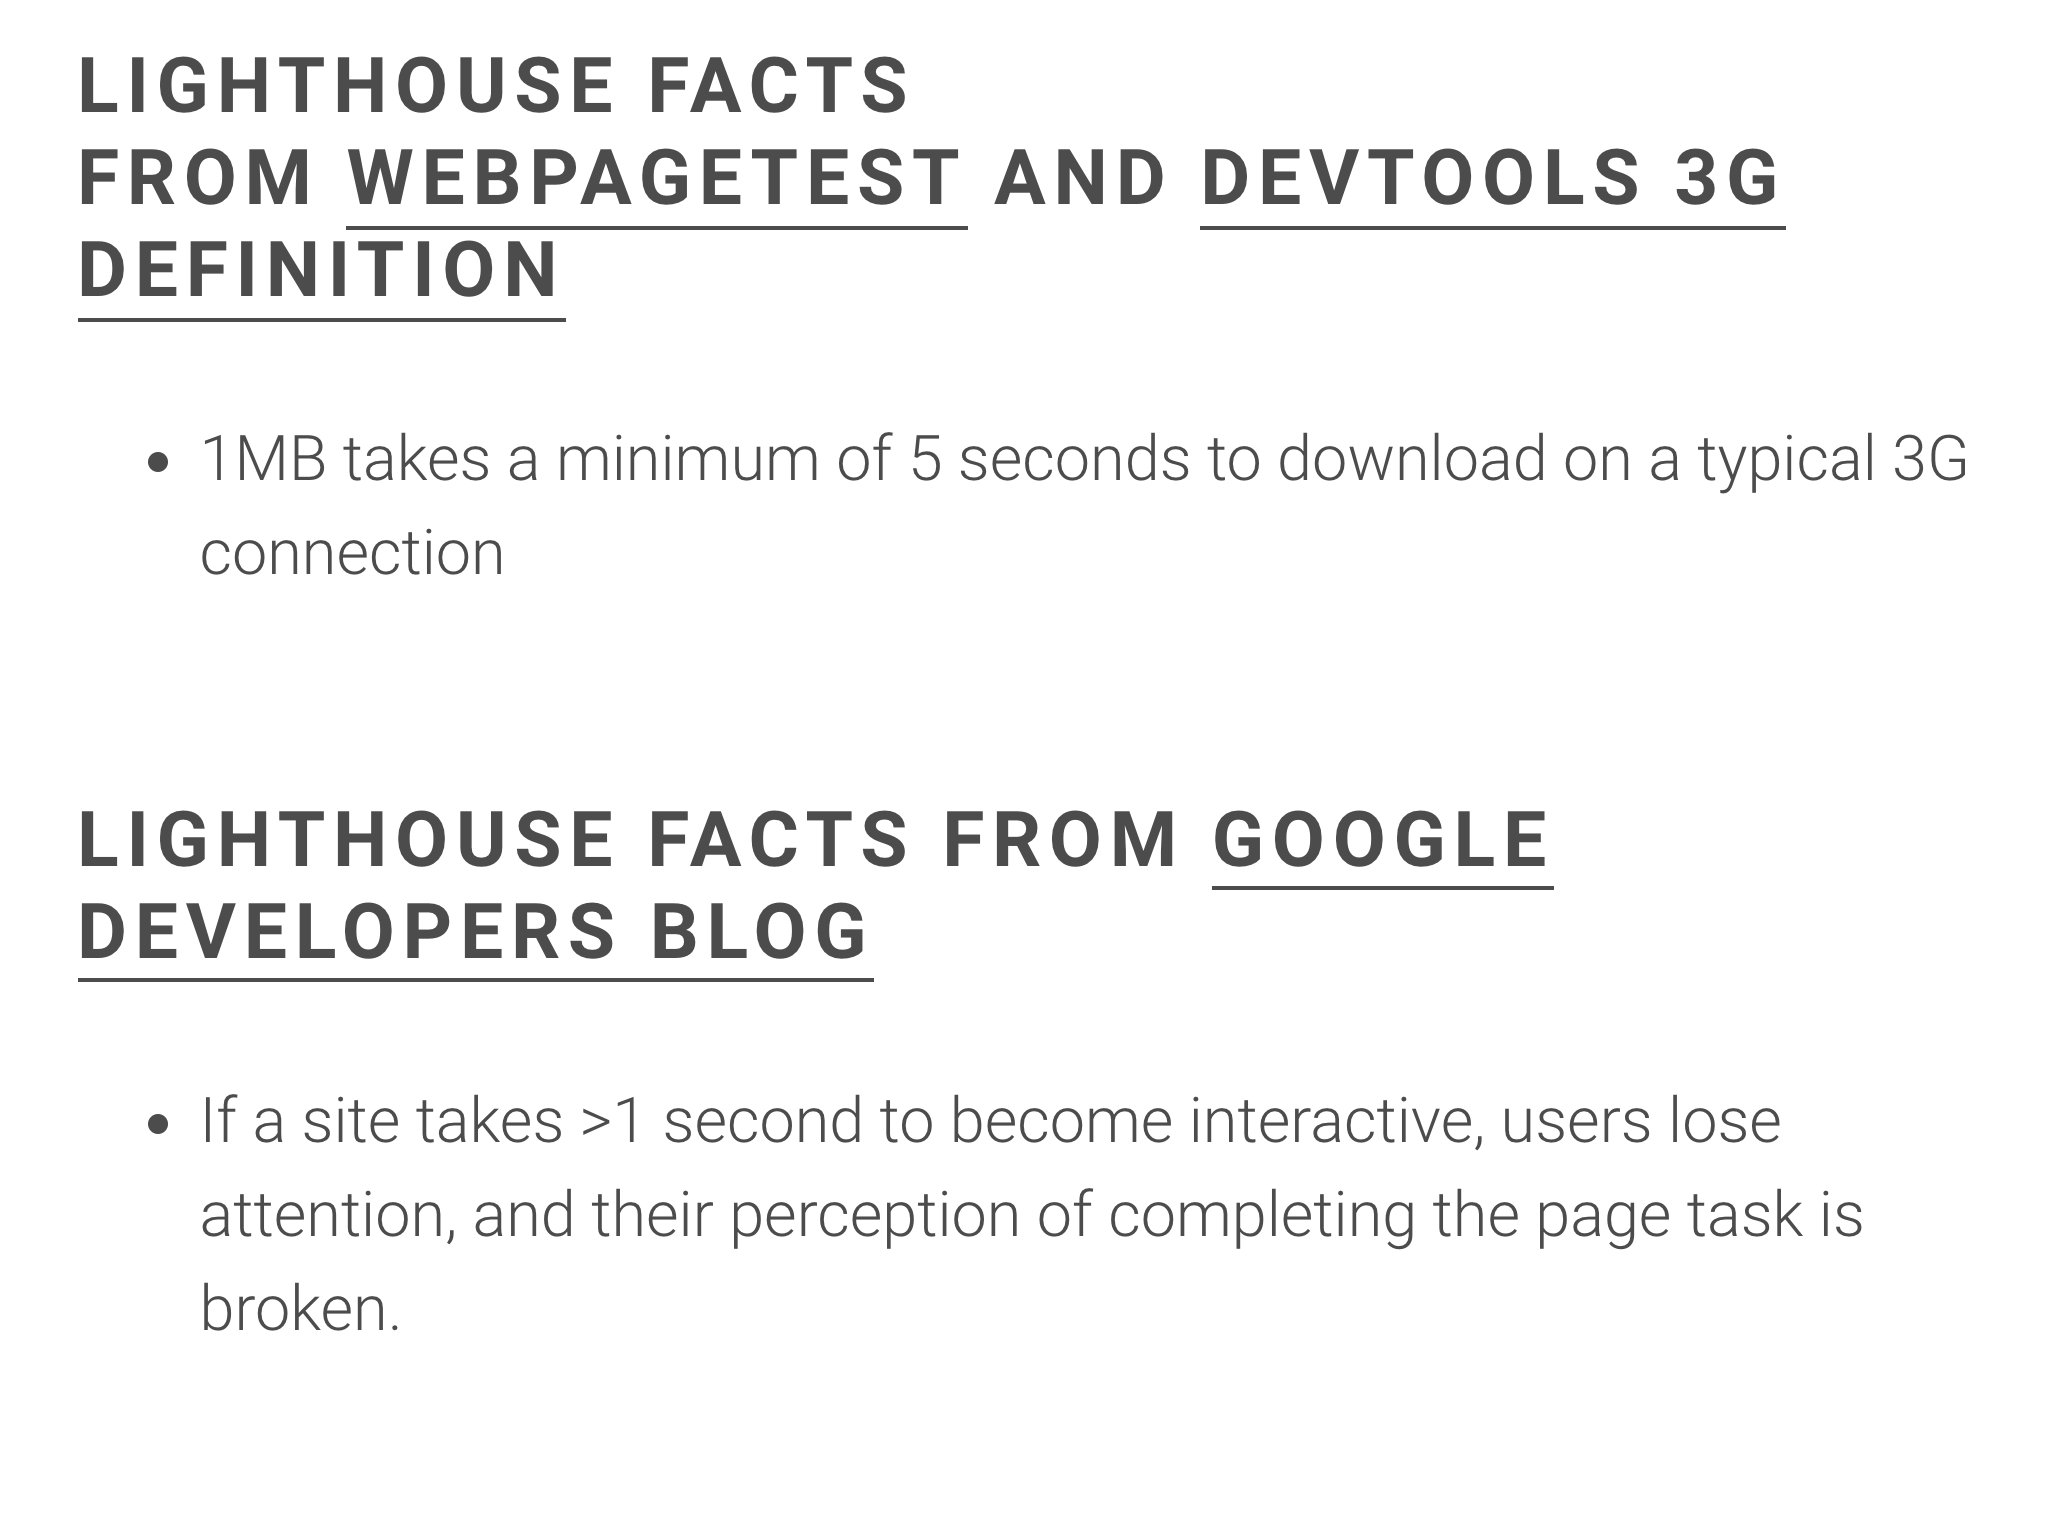 LIGHTHOUSE FACTS
FROM WEBPAGETEST AND DEVTOOLS 3G
DEFINITION
• 1MB takes a minimum of 5 seconds to download on a typical 3G
connection
LIGHTHOUSE FACTS FROM GOOGLE
DEVELOPERS BLOG
• If a site takes >1 second to become interactive, users lose
attention, and their perception of completing the page task is
broken.